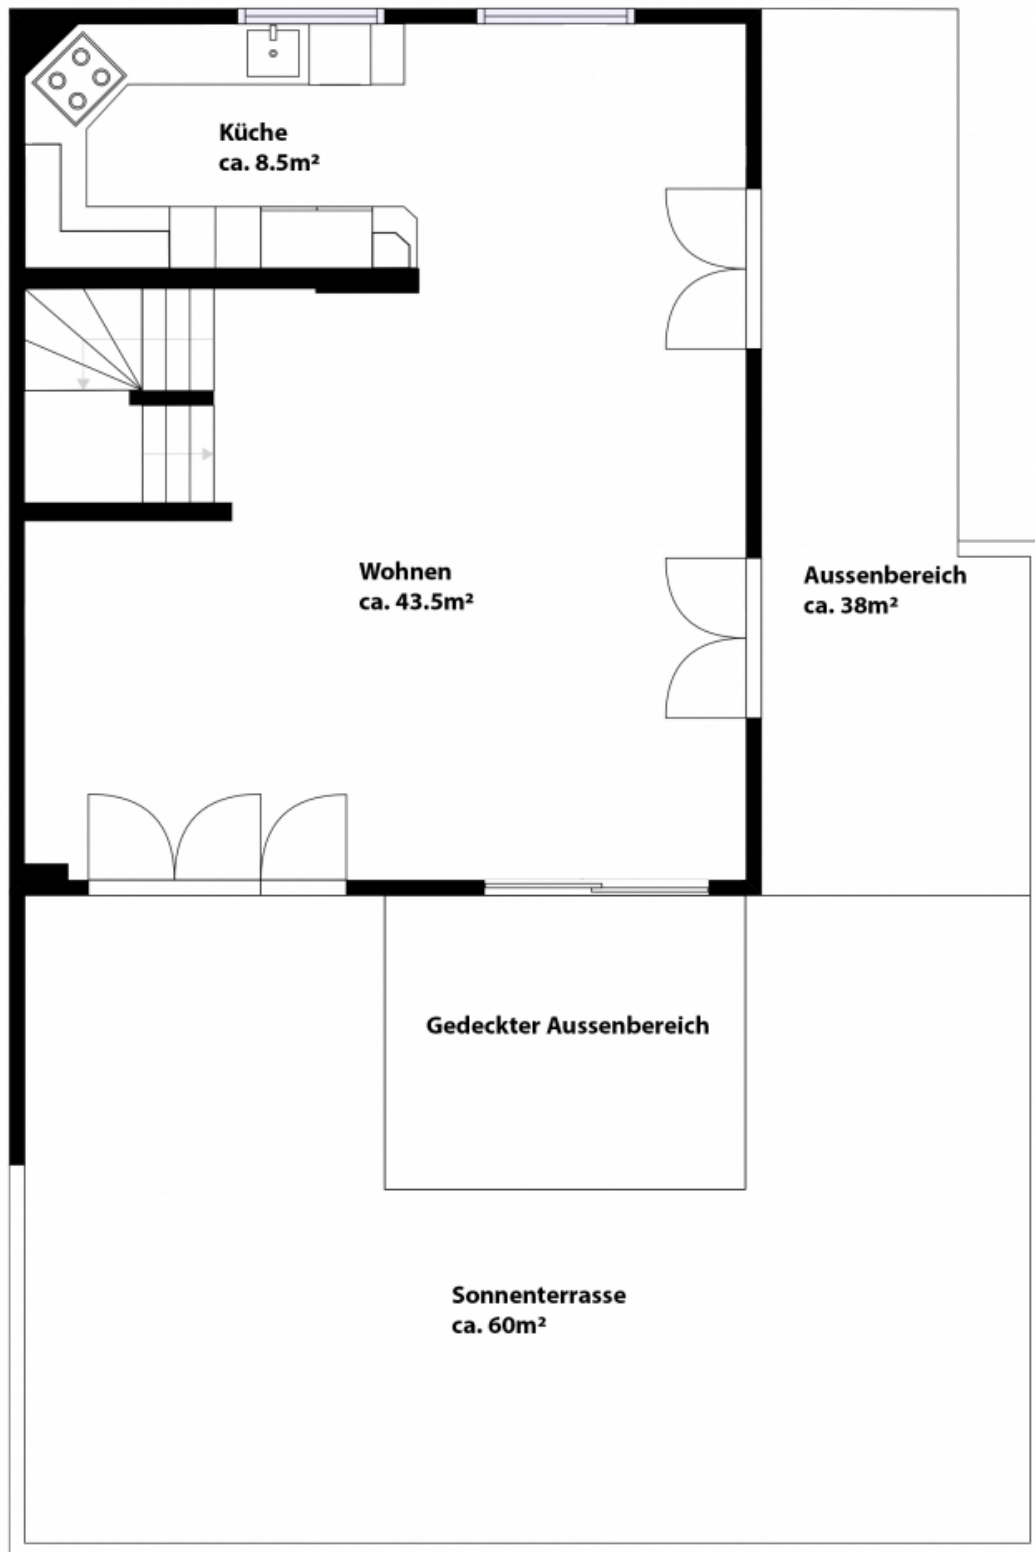 Küche
ca. 8.5m²
Wohnen
ca. 43.5m²
Aussenbereich
ca. 38m²
Gedeckter Aussenbereich
Sonnenterrasse
ca. 60m²